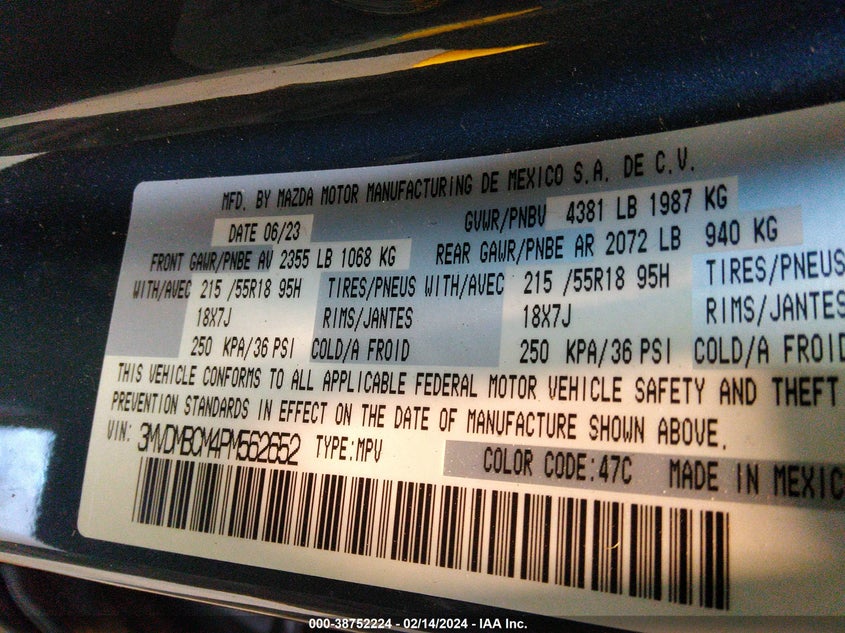 MFD. BY MAZDA MOTOR MANUFACTURING DE MEXICO S.A. DE C.V.
DATE 06/23 GVWR/PNBV 4381 LB 1987 KG
FRONT GAWR/PNBE AV 2355 LB 1068 KG REAR GAWR/PNBE AR 2072 LB 940 KG
WITH/AVEC 215 /55R18 95H TIRES/PNEUS WITH/AVEC 215 /55R18 95H TIRES/PNEUS
18X7J RIMS/JANTES 18X7J RIMS/JANTES
250 KPA/36 PSI COLD/A FROID 250 KPA/36 PSI COLD/A FROID
THIS VEHICLE CONFORMS TO ALL APPLICABLE FEDERAL MOTOR VEHICLE SAFETY AND THEFT
PREVENTION STANDARDS IN EFFECT ON THE DATE OF MANUFACTURE SHOWN ABOVE.
VIN: 3MVDMBCM4PM562652 TYPE:MPV
COLOR CODE:47C MADE IN MEXIC
000-38752224 - 02/14/2024 - IAA Inc.